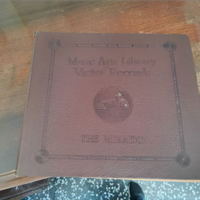 Music Arts Library
Victor Records
THE MIKADO